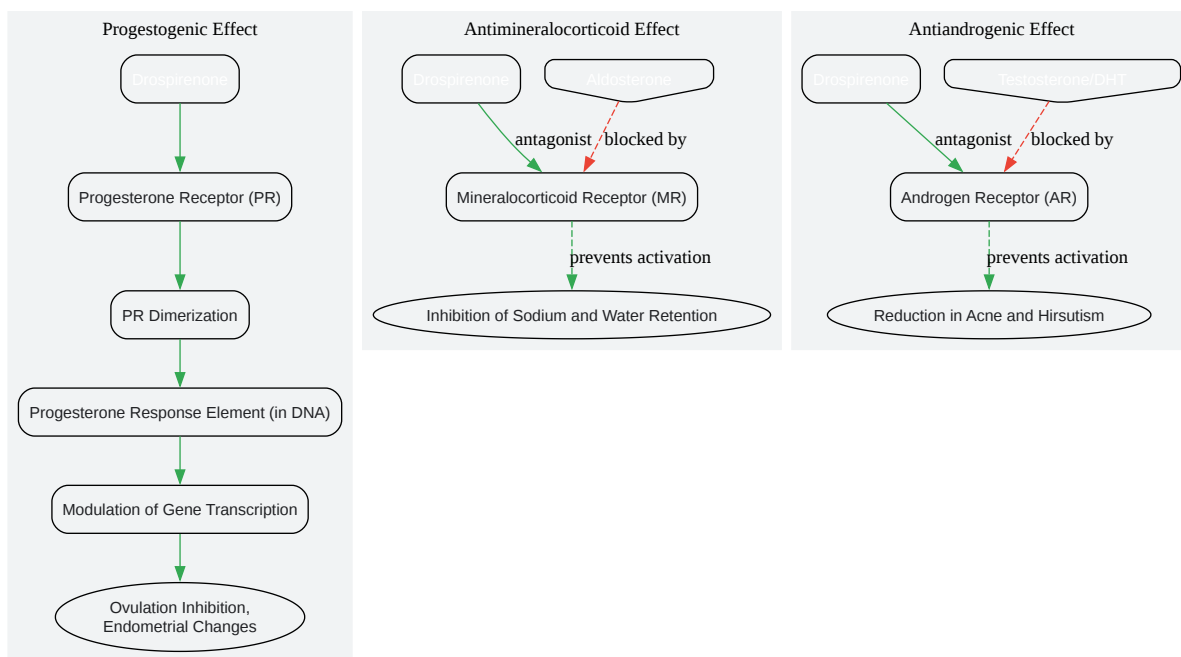 Progestogenic Effect
Drospirenone
Progesterone Receptor (PR)
PR Dimerization
Progesterone Response Element (in DNA)
Modulation of Gene Transcription
Ovulation Inhibition,
Endometrial Changes
Antimineralocorticoid Effect
Drospirenone
Aldosterone
antagonist
blocked by
Mineralocorticoid Receptor (MR)
prevents activation
Inhibition of Sodium and Water Retention
Antiandrogenic Effect
Drospirenone
Testosterone/DHT
antagonist
blocked by
Androgen Receptor (AR)
prevents activation
Reduction in Acne and Hirsutism